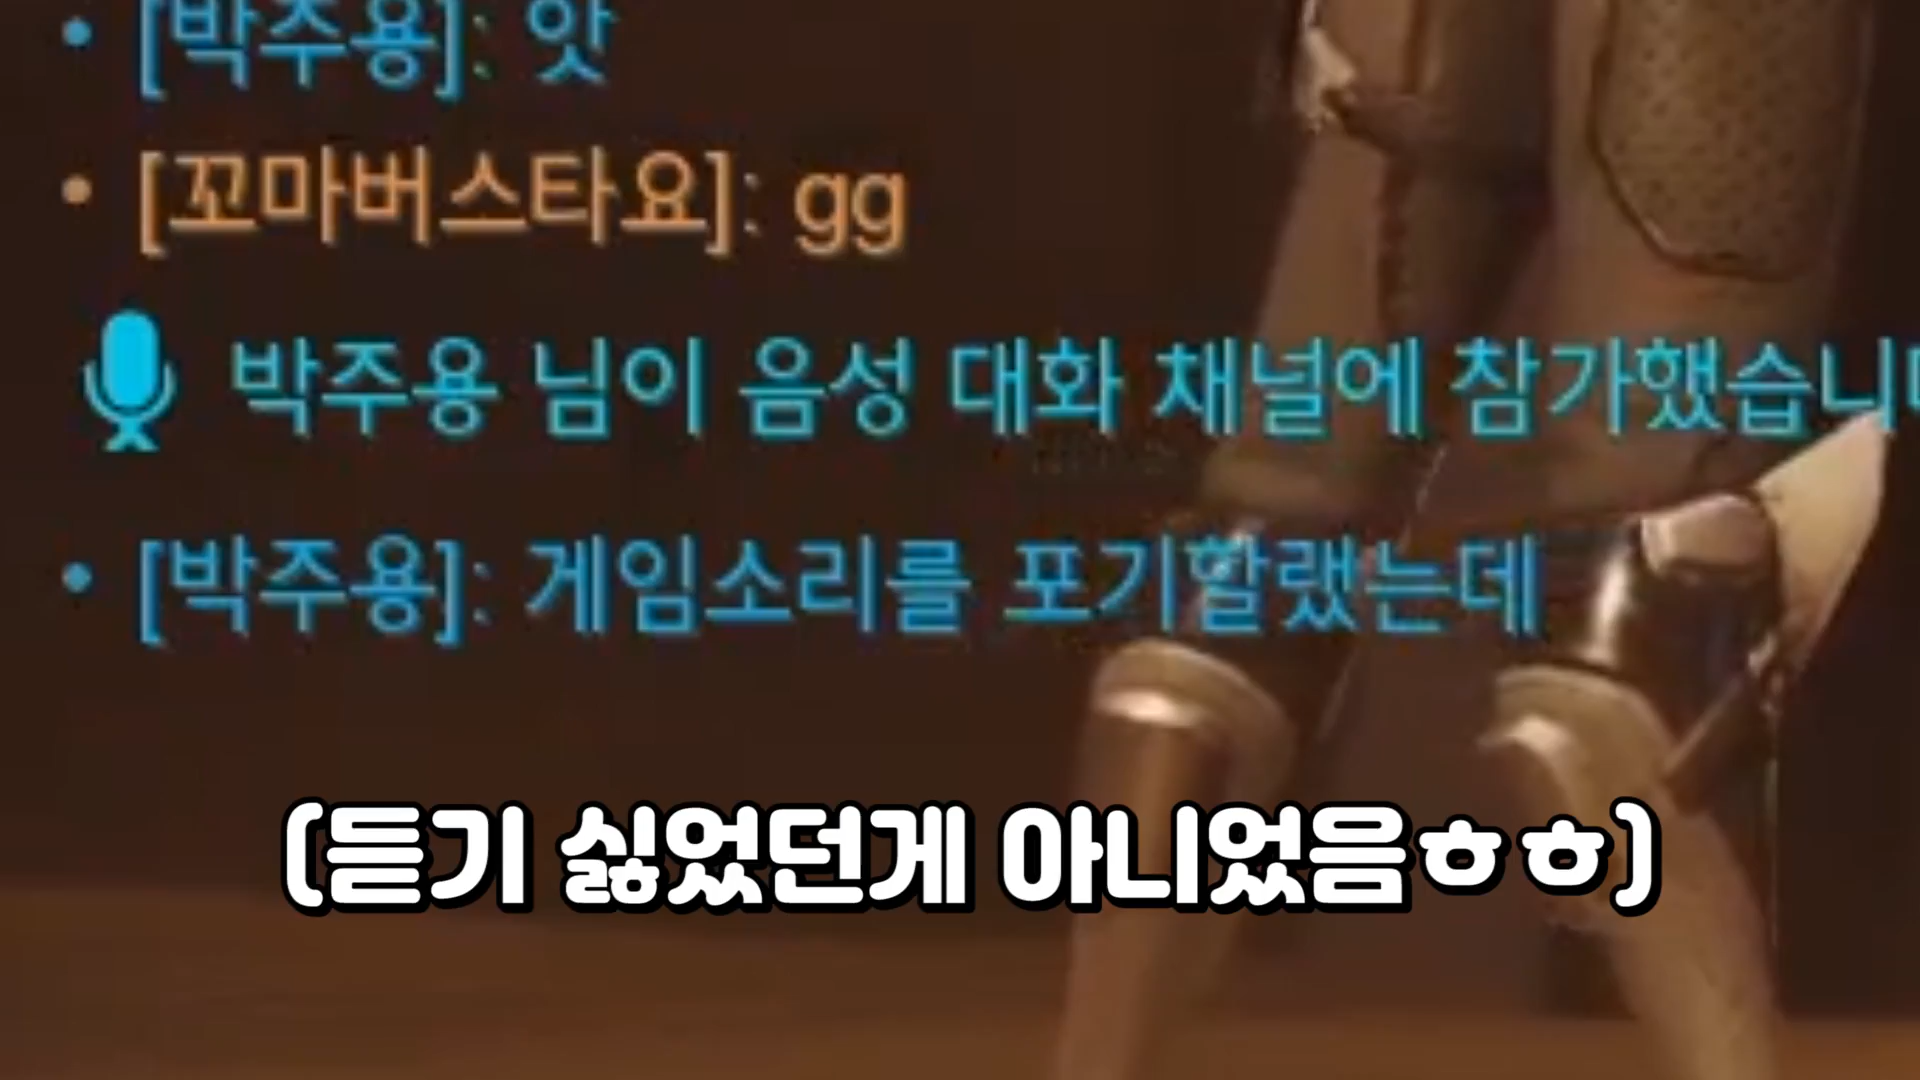 • [박주용]: 앗
• [꼬마버스타요]: gg
박주용 님이 음성 대화 채널에 참가했습니다
• [박주용]: 게임소리를 포기할랬는데
(듣기 싫었던게 아니었음ㅎㅎ)